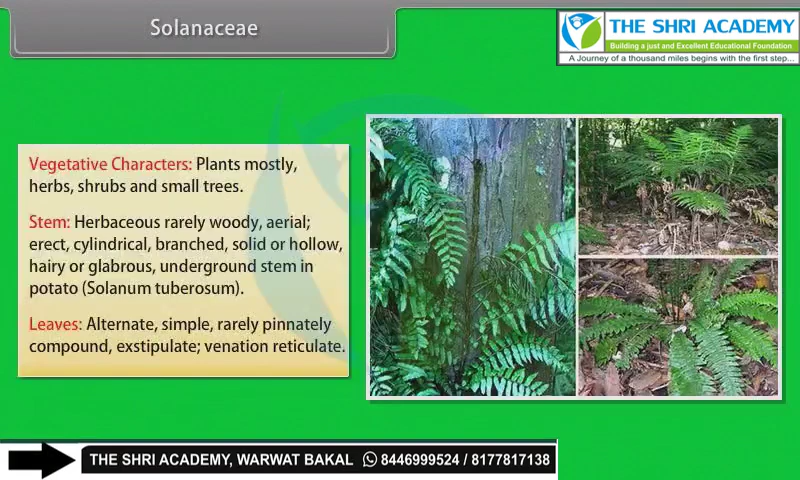 Solanaceae
THE SHRI ACADEMY
Building a just and Excellent Educational Foundation
A Journey of a thousand miles begins with the first step...
Vegetative Characters: Plants mostly,
herbs, shrubs and small trees.
Stem: Herbaceous rarely woody, aerial;
erect, cylindrical, branched, solid or hollow,
hairy or glabrous, underground stem in
potato (Solanum tuberosum).
Leaves: Alternate, simple, rarely pinnately
compound, exstipulate; venation reticulate.
THE SHRI ACADEMY, WARWAT BAKAL 8446999524 / 8177817138